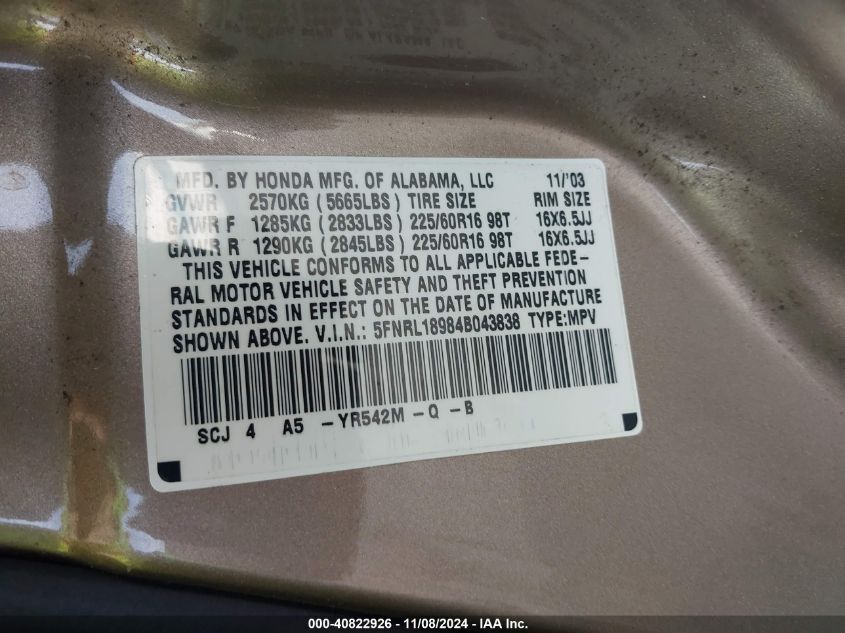 MFD. BY HONDA MFG. OF ALABAMA, LLC 11/'03
GVWR 2570KG (5665LBS) TIRE SIZE RIM SIZE
GAWR F 1285KG (2833LBS) 225/60R16 98T 16X6.5JJ
GAWR R 1290KG (2845LBS) 225/60R16 98T 16X6.5JJ
THIS VEHICLE CONFORMS TO ALL APPLICABLE FEDE-
RAL MOTOR VEHICLE SAFETY AND THEFT PREVENTION
STANDARDS IN EFFECT ON THE DATE OF MANUFACTURE
SHOWN ABOVE. V.I.N.: 5FNRL18984B043838 TYPE:MPV
SCJ 4 A5 -YR542M -Q -B
000-40822926 - 11/08/2024 - IAA Inc.